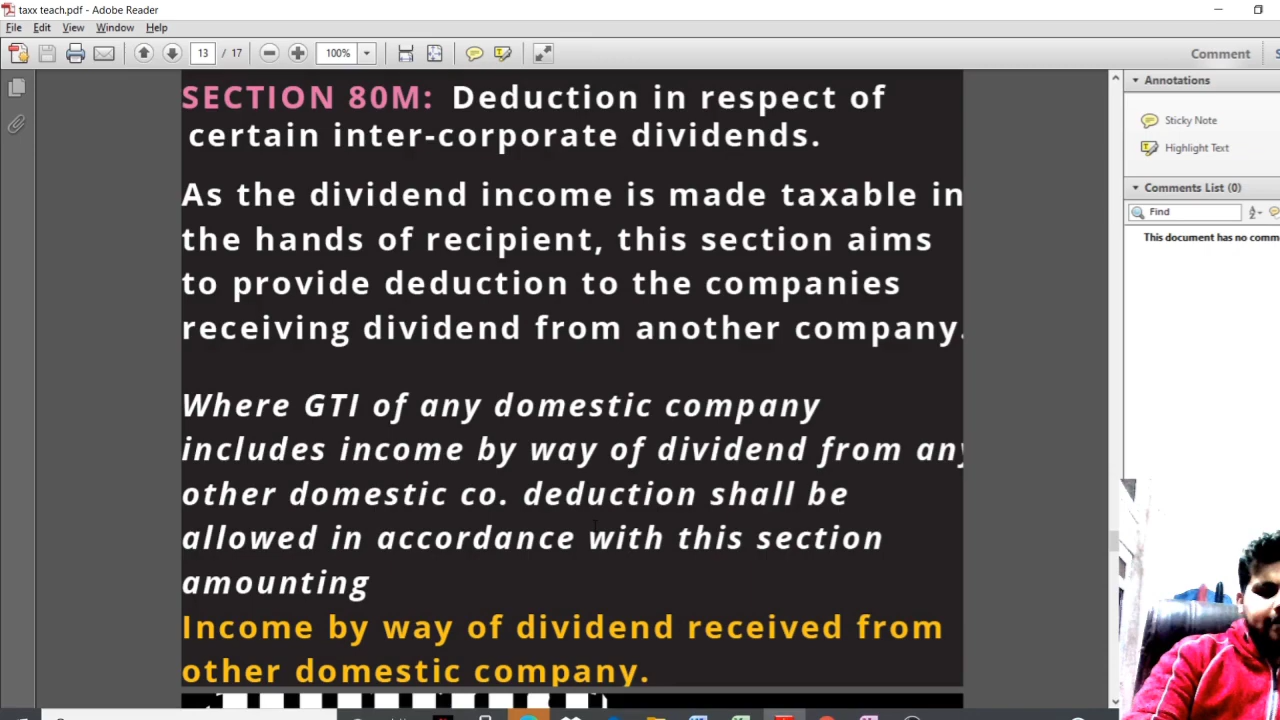 taxx teach.pdf - Adobe Reader
File Edit View Window Help
13 / 17 100% Comment
SECTION 80M: Deduction in respect of
certain inter-corporate dividends.
As the dividend income is made taxable in
the hands of recipient, this section aims
to provide deduction to the companies
receiving dividend from another company.
Where GTI of any domestic company
includes income by way of dividend from any
other domestic co. deduction shall be
allowed in accordance with this section
amounting
Income by way of dividend received from
other domestic company.
Annotations
Sticky Note
Highlight Text
Comments List (0)
Find
This document has no comm